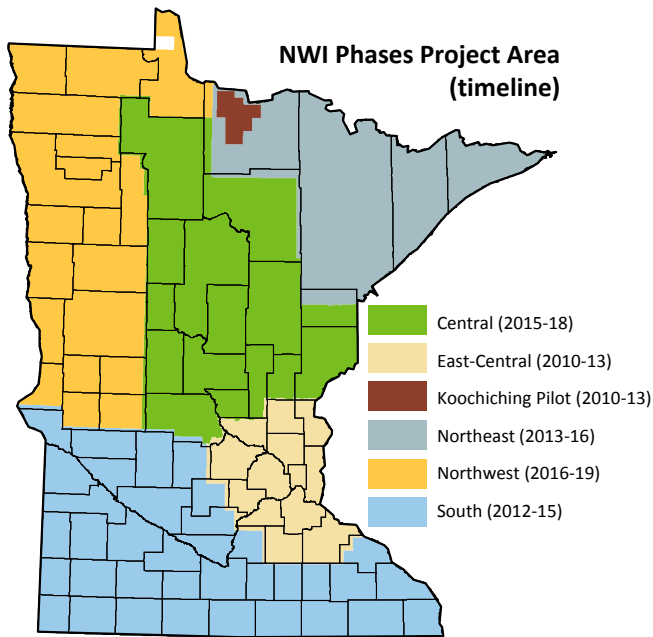 NWI Phases Project Area
(timeline)
Central (2015-18)
East-Central (2010-13)
Koochiching Pilot (2010-13)
Northeast (2013-16)
Northwest (2016-19)
South (2012-15)